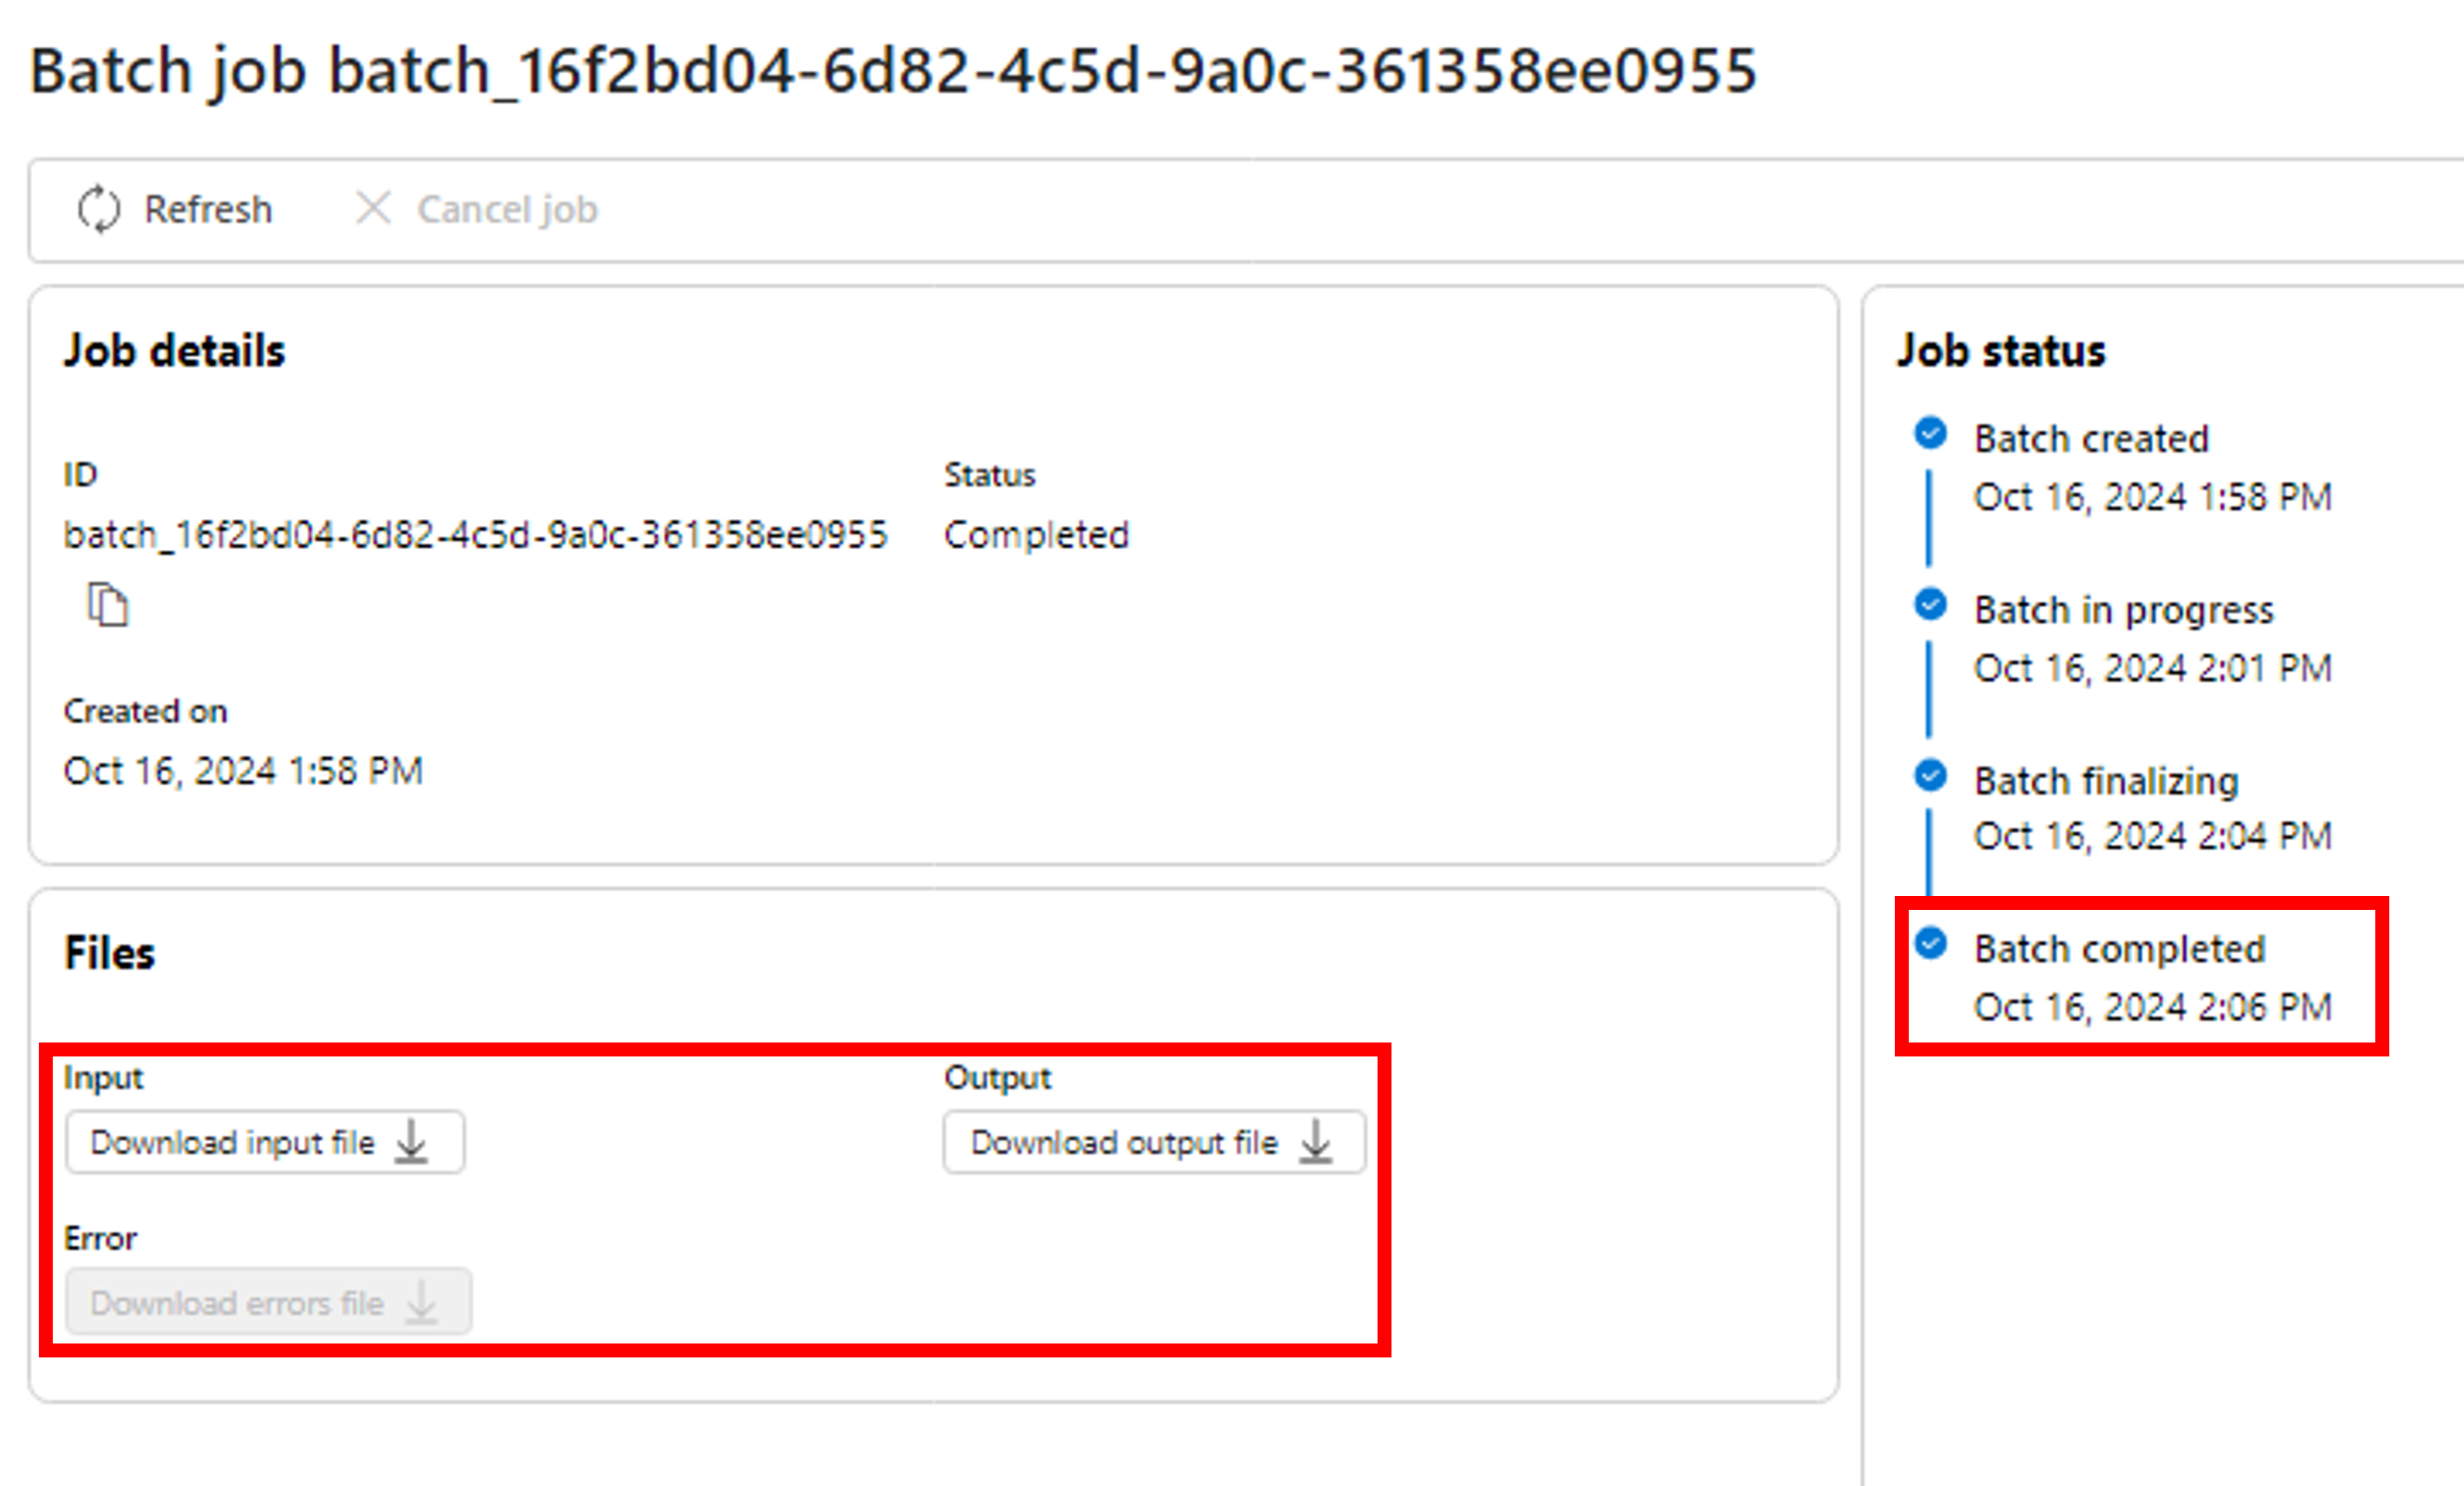 Batch job batch_16f2bd04-6d82-4c5d-9a0c-361358ee0955
Refresh
Cancel job
Job details
ID
batch_16f2bd04-6d82-4c5d-9a0c-361358ee0955
Status
Completed
Created on
Oct 16, 2024 1:58 PM
Files
Input
Download input file
Output
Download output file
Error
Download errors file
Job status
Batch created
Oct 16, 2024 1:58 PM
Batch in progress
Oct 16, 2024 2:01 PM
Batch finalizing
Oct 16, 2024 2:04 PM
Batch completed
Oct 16, 2024 2:06 PM